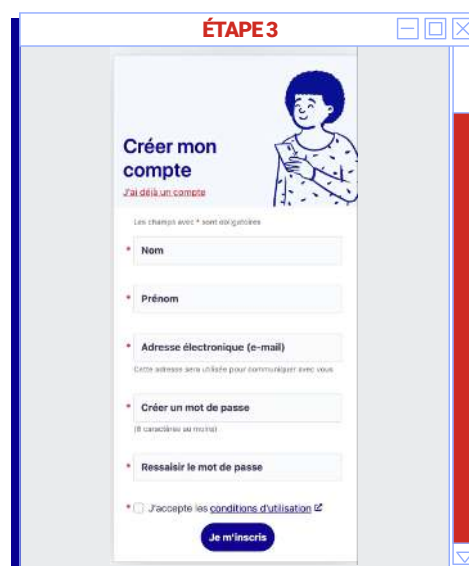 ÉTAPE 3
Créer mon
compte
J'ai déjà un compte
Les champs avec * sont obligatoires
* Nom
* Prénom
* Adresse électronique (e-mail)
Cette adresse sera utilisée pour communiquer avec vous
* Créer un mot de passe
(8 caractères au moins)
* Ressaisir le mot de passe
* J'accepte les conditions d'utilisation
Je m'inscris